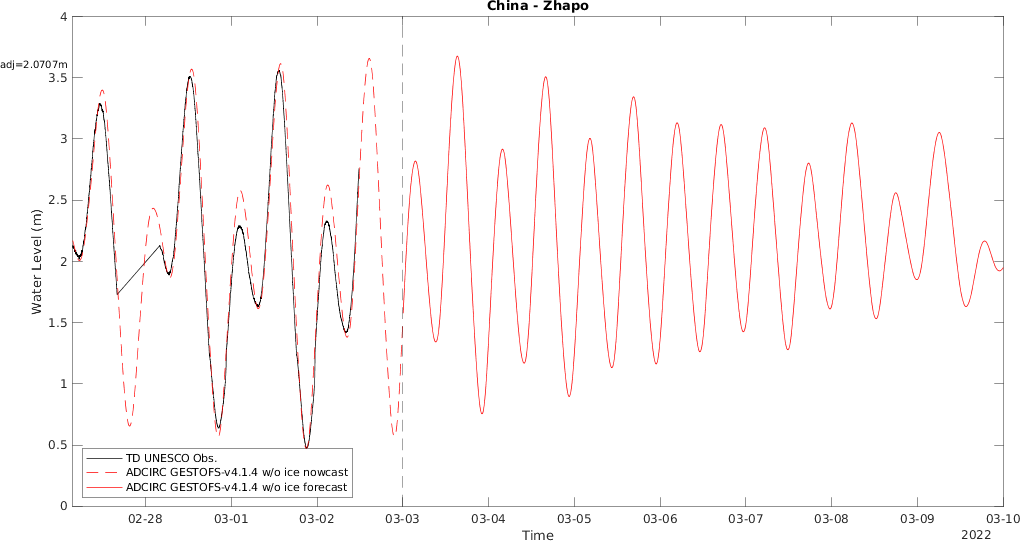 China - Zhapo
adj=2.0707m
4
3.5
3
2.5
2
1.5
1
0.5
0
Water Level (m)
TD UNESCO Obs.
ADCIRC GESTOFS-v4.1.4 w/o ice nowcast
ADCIRC GESTOFS-v4.1.4 w/o ice forecast
02-28 03-01 03-02 03-03 03-04 03-05 03-06 03-07 03-08 03-09 03-10
Time
2022